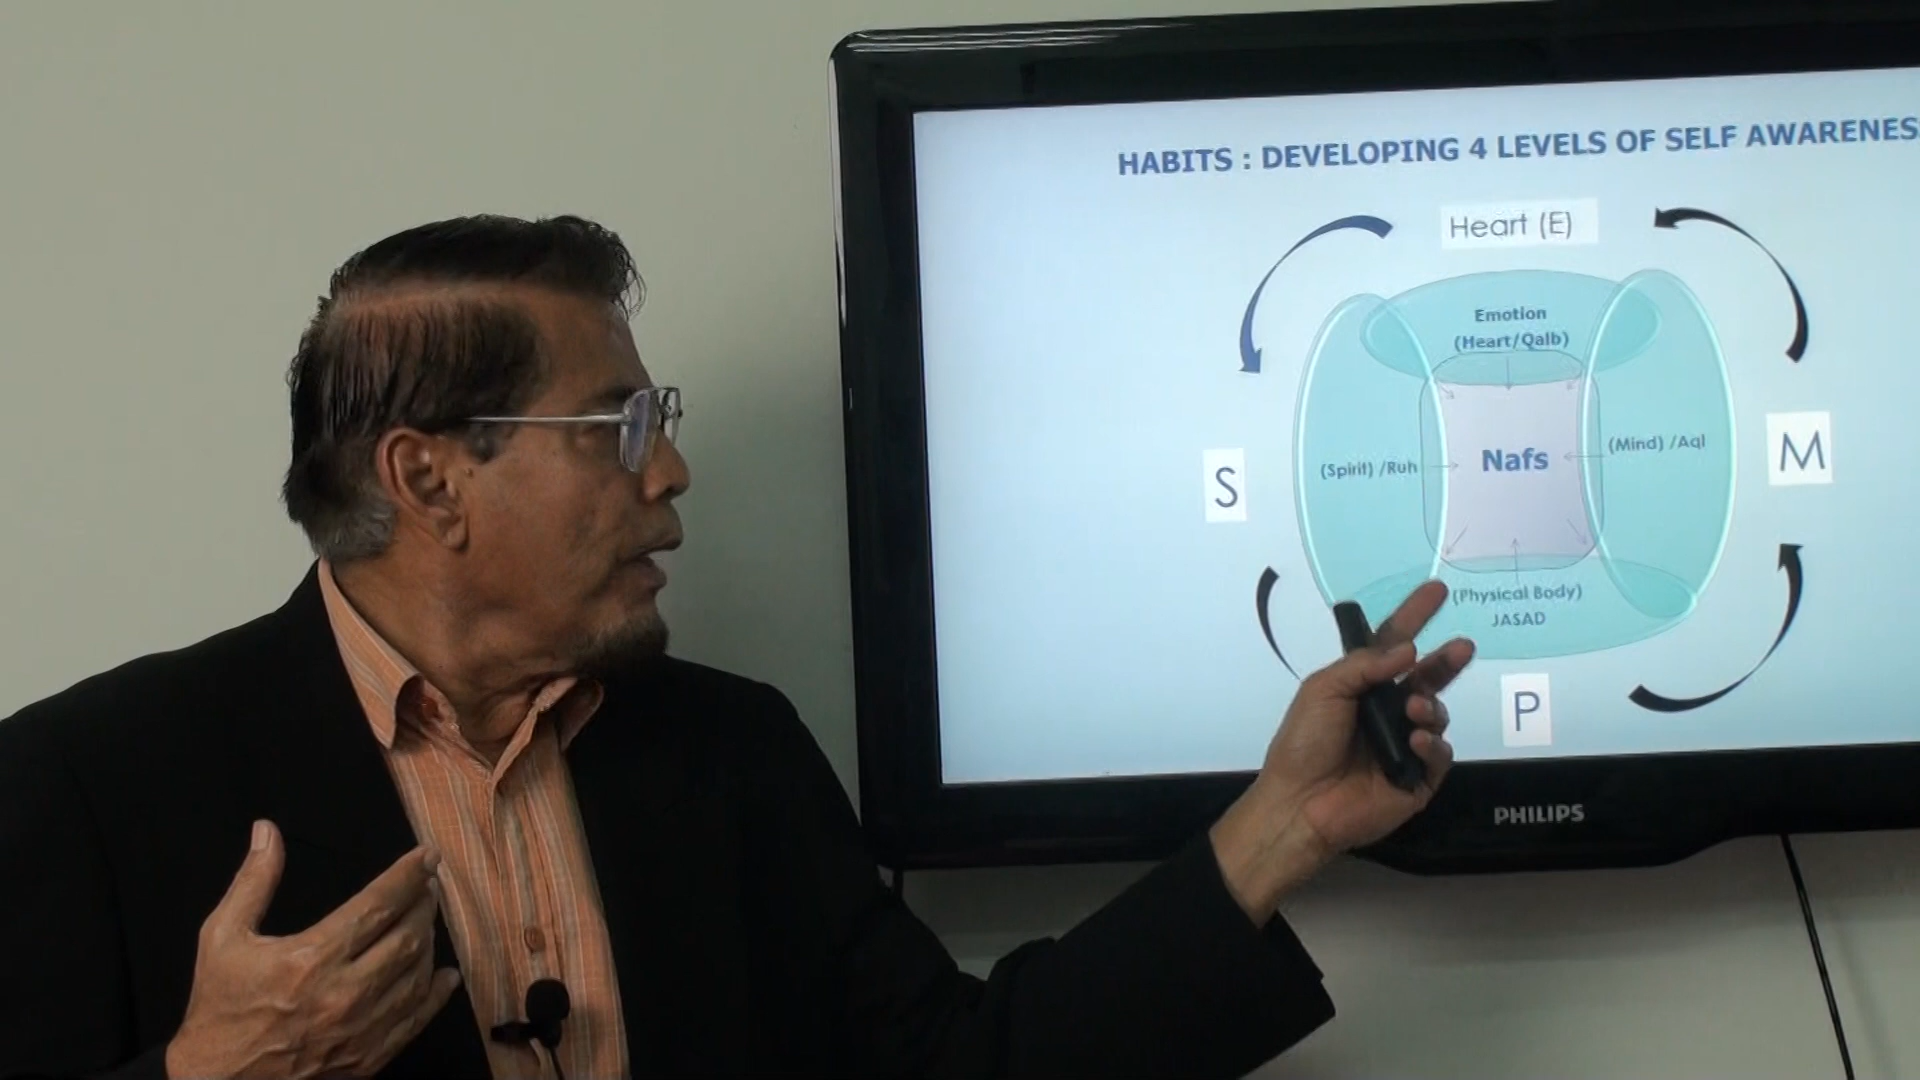 HABITS : DEVELOPING 4 LEVELS OF SELF AWARENES
Heart (E)
Emotion
(Heart/Qalb)
(Spirit) /Ruh
Nafs
(Mind) /Aql
S
M
(Physical Body)
JASAD
P
PHILIPS